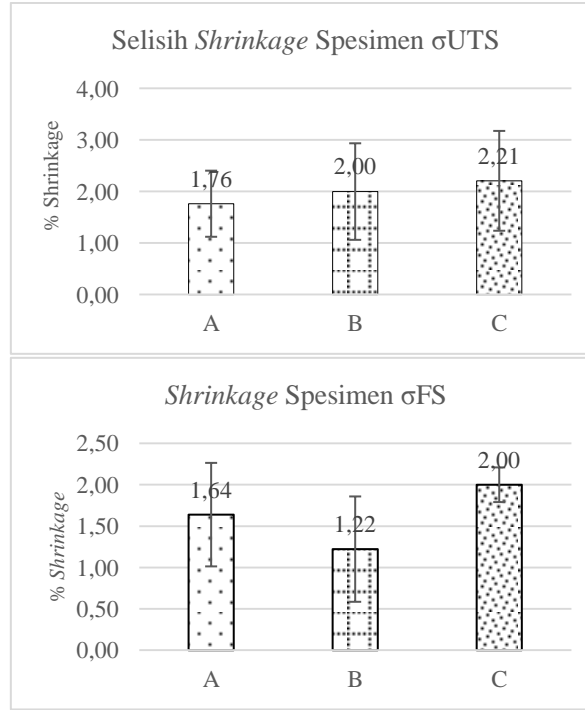 Selisih Shrinkage Spesimen σUTS
% Shrinkage
4,00
3,00
2,00
1,00
0,00
1,76
2,00
2,21
A B C
Shrinkage Spesimen σFS
% Shrinkage
2,50
2,00
1,50
1,00
0,50
0,00
1,64
1,22
2,00
A B C